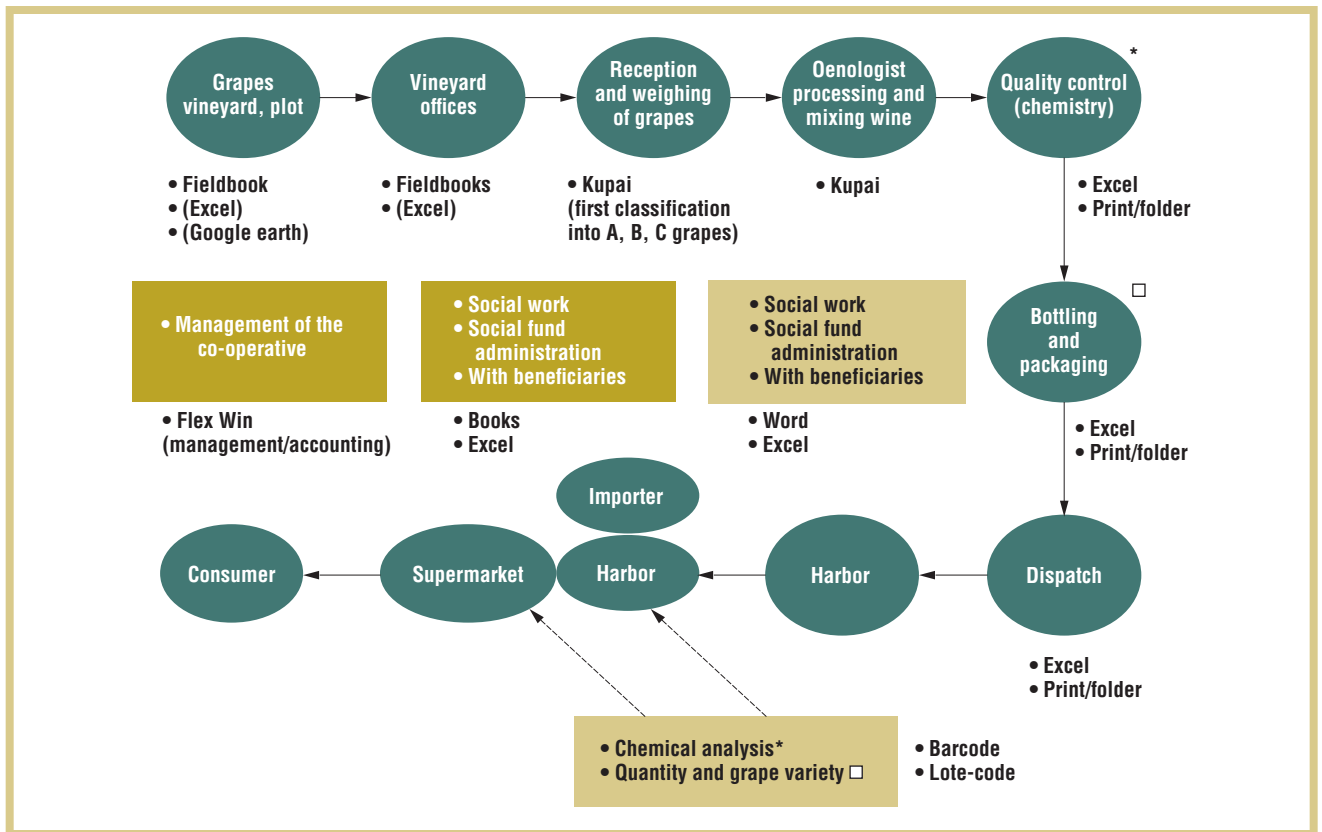 Grapes
vineyard, plot
Vineyard
offices
Reception
and weighing
of grapes
Oenologist
processing and
mixing wine
*
Quality control
(chemistry)
• Fieldbook
• (Excel)
• (Google earth)
• Fieldbooks
• (Excel)
• Kupai
(first classification
into A, B, C grapes)
• Kupai
• Excel
• Print/folder
• Management of the
co-operative
• Flex Win
(management/accounting)
• Social work
• Social fund
administration
• With beneficiaries
• Books
• Excel
• Social work
• Social fund
administration
• With beneficiaries
• Word
• Excel
□
Bottling
and
packaging
• Excel
• Print/folder
Importer
Consumer
Supermarket
Harbor
Harbor
Dispatch
• Excel
• Print/folder
• Chemical analysis*
• Quantity and grape variety □
• Barcode
• Lote-code